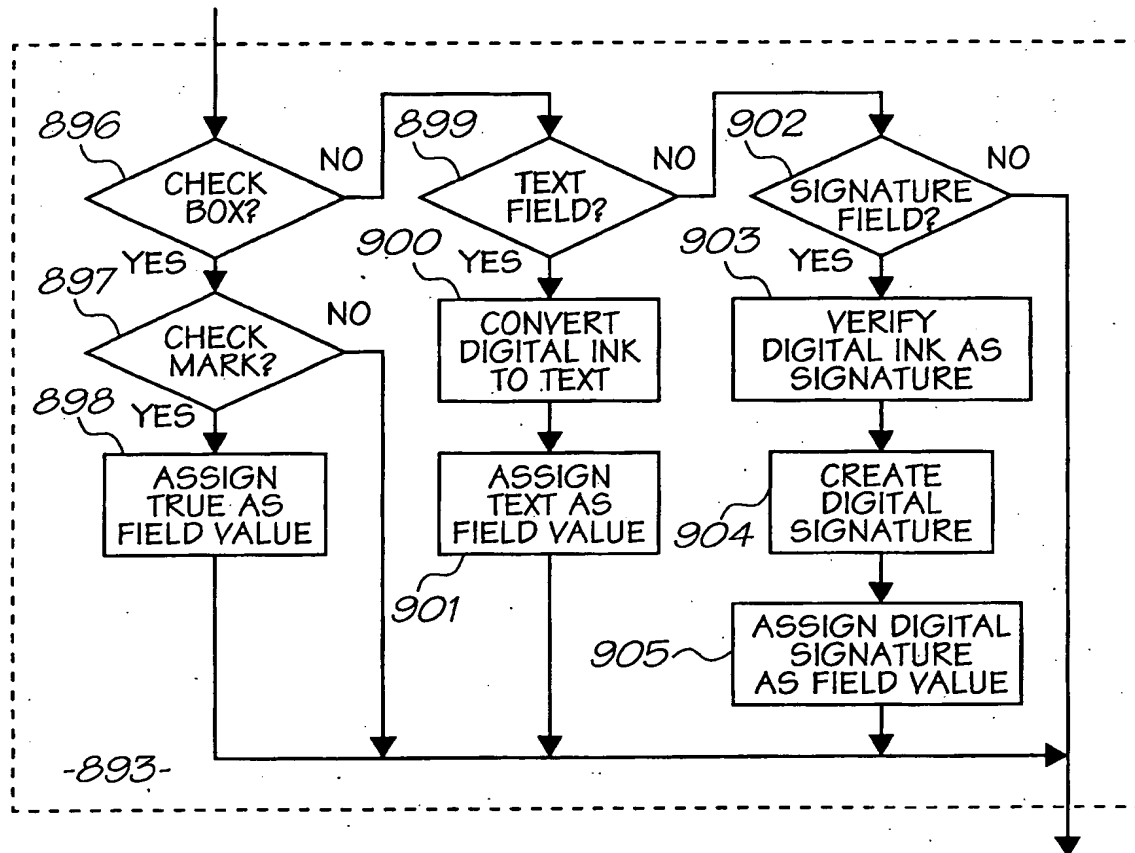 896
CHECK
BOX?
NO
YES
897
CHECK
MARK?
NO
YES
898
ASSIGN
TRUE AS
FIELD VALUE
899
TEXT
FIELD?
NO
YES
900
CONVERT
DIGITAL INK
TO TEXT
ASSIGN
TEXT AS
FIELD VALUE
901
902
SIGNATURE
FIELD?
NO
YES
903
VERIFY
DIGITAL INK AS
SIGNATURE
CREATE
DIGITAL
SIGNATURE
904
ASSIGN DIGITAL
SIGNATURE
AS FIELD VALUE
905
-893-